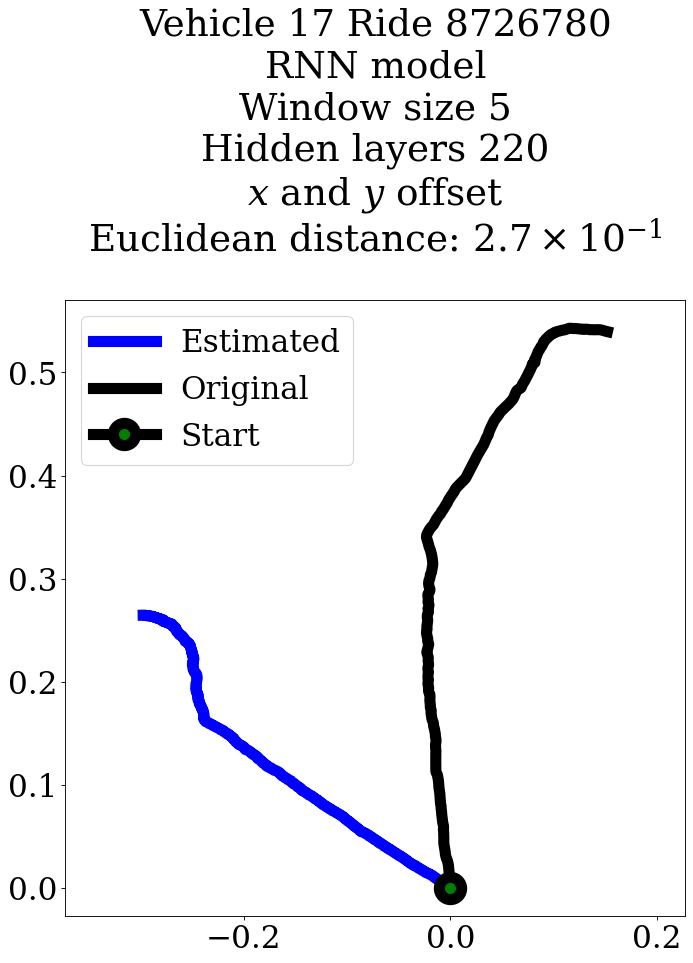 Vehicle 17 Ride 8726780
RNN model
Window size 5
Hidden layers 220
x and y offset
Euclidean distance: 2.7 × 10⁻¹
Estimated
Original
Start
0.5
0.4
0.3
0.2
0.1
0.0
−0.2 0.0 0.2